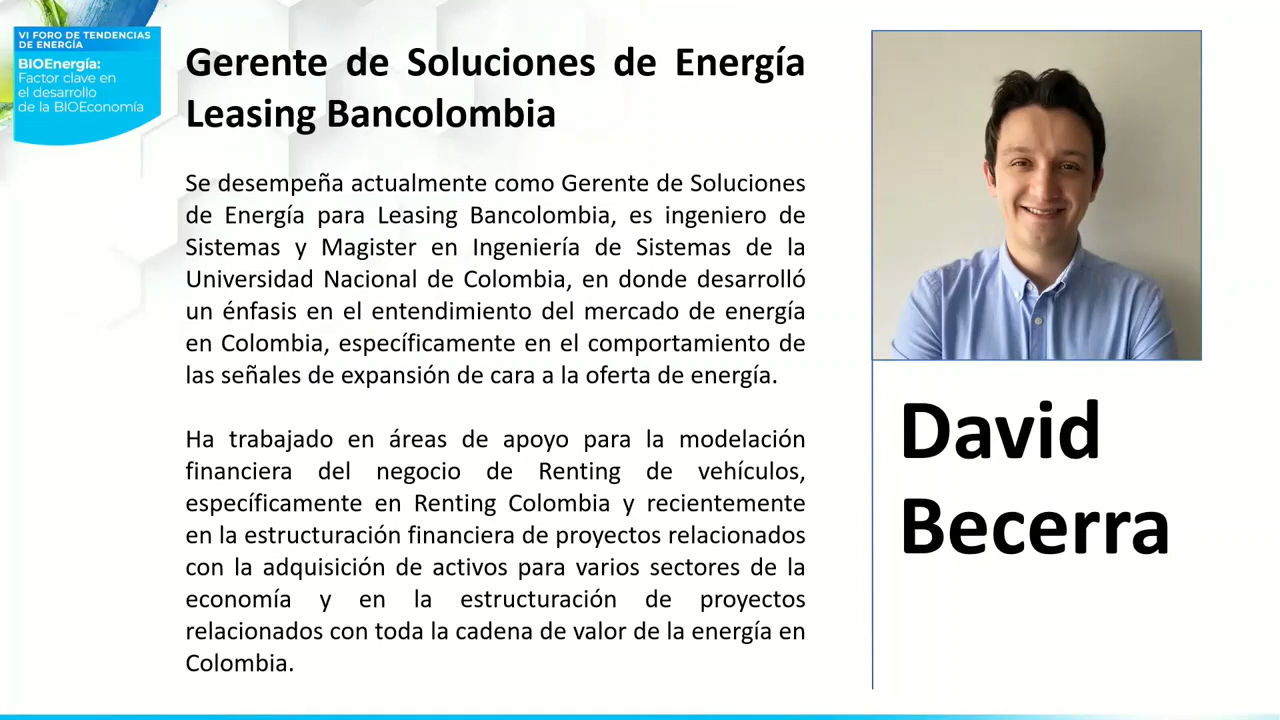 VI FORO DE TENDENCIAS
DE ENERGÍA
BIOEnergía:
Factor clave en
el desarrollo
de la BIOEconomía
Gerente de Soluciones de Energía
Leasing Bancolombia
Se desempeña actualmente como Gerente de Soluciones
de Energía para Leasing Bancolombia, es ingeniero de
Sistemas y Magister en Ingeniería de Sistemas de la
Universidad Nacional de Colombia, en donde desarrolló
un énfasis en el entendimiento del mercado de energía
en Colombia, específicamente en el comportamiento de
las señales de expansión de cara a la oferta de energía.
Ha trabajado en áreas de apoyo para la modelación
financiera del negocio de Renting de vehículos,
específicamente en Renting Colombia y recientemente
en la estructuración financiera de proyectos relacionados
con la adquisición de activos para varios sectores de la
economía y en la estructuración de proyectos
relacionados con toda la cadena de valor de la energía en
Colombia.
David
Becerra